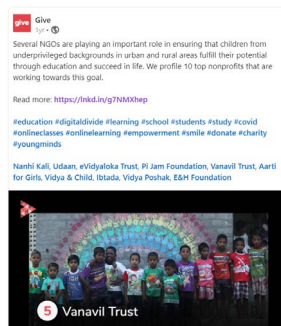 give
Give
1yr •
Several NGOs are playing an important role in ensuring that children from
underprivileged backgrounds in urban and rural areas fulfill their potential
through education and succeed in life. We profile 10 top nonprofits that are
working towards this goal.
Read more: https://lnkd.in/g7NMXhep
#education #digitaldivide #learning #school #students #study #covid
#onlineclasses #onlinelearning #empowerment #smile #donate #charity
#youngminds
Nanhi Kali, Udaan, eVidyaloka Trust, Pi Jam Foundation, Vanavil Trust, Aarti
for Girls, Vidya & Child, Ibtada, Vidya Poshak, E&H Foundation
5 Vanavil Trust